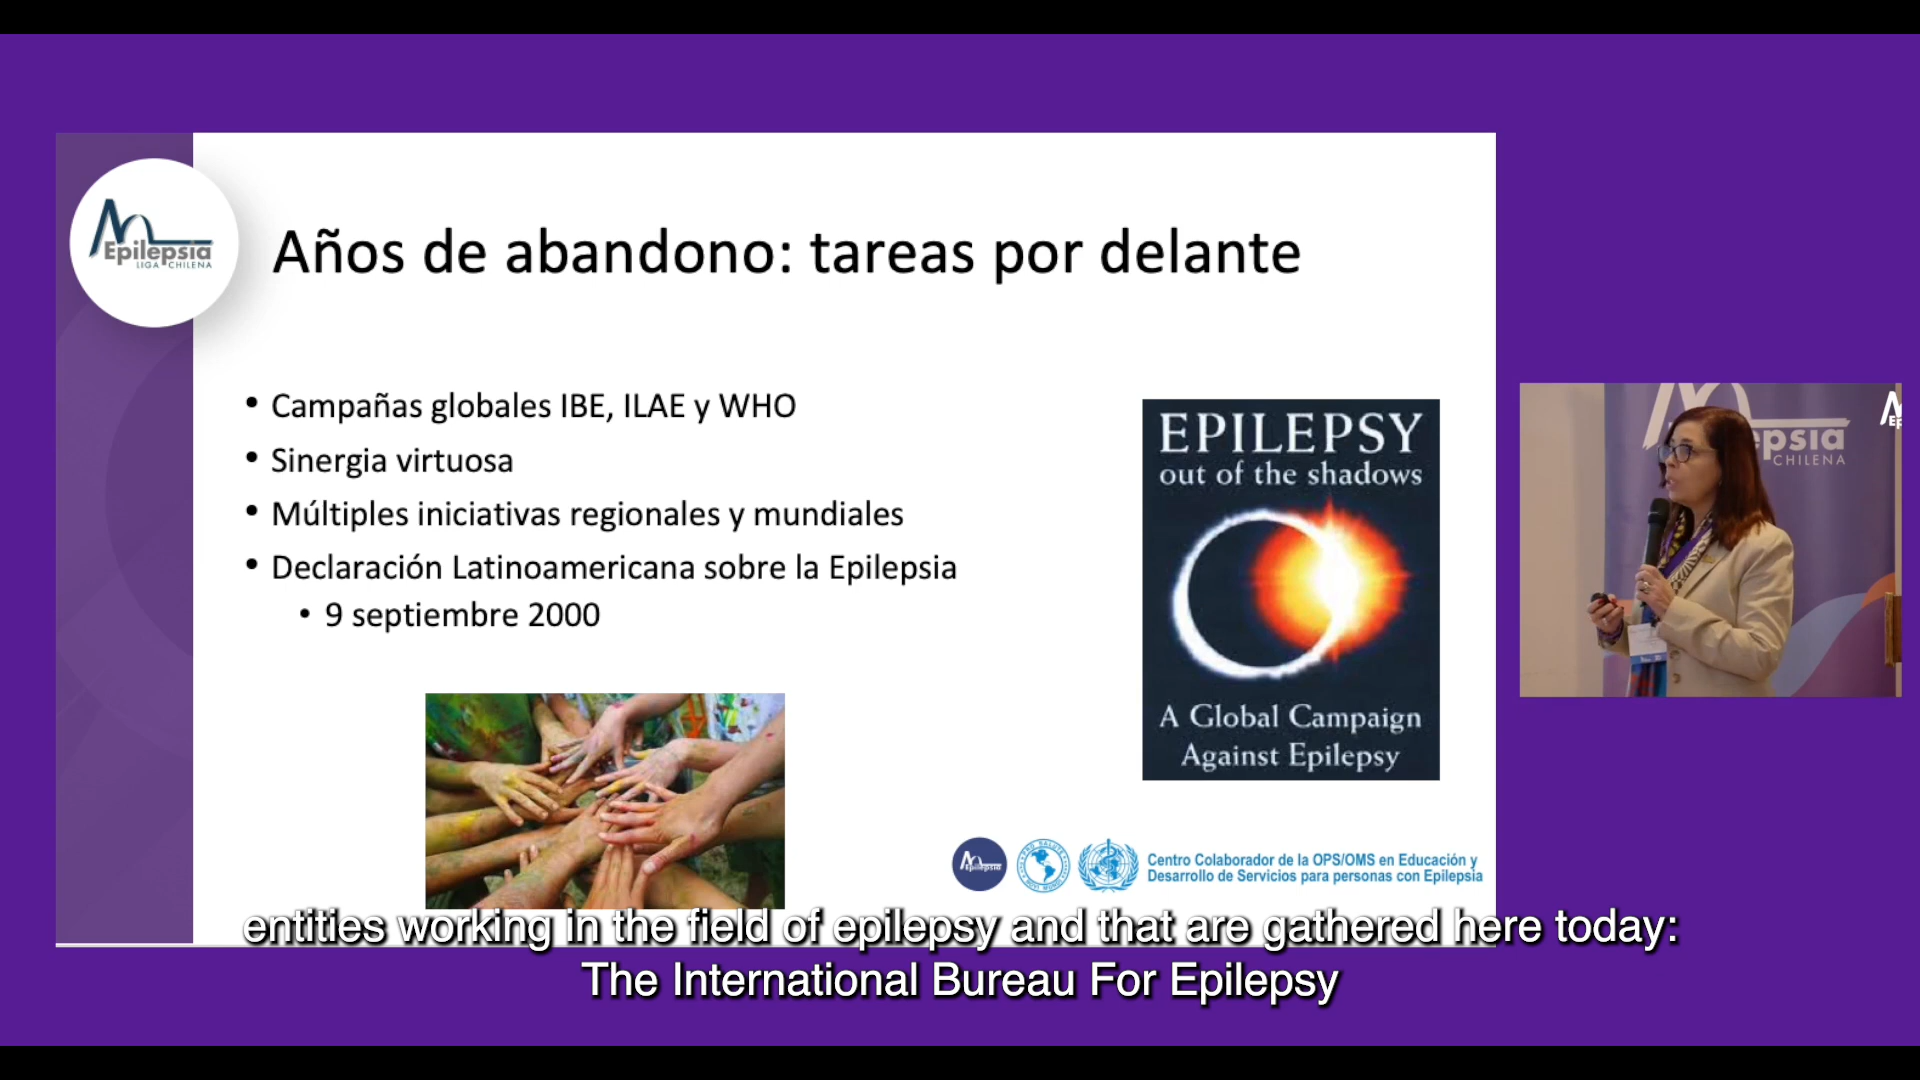 Epilepsia
LIGA CHILENA
Años de abandono: tareas por delante
• Campañas globales IBE, ILAE y WHO
• Sinergia virtuosa
• Múltiples iniciativas regionales y mundiales
• Declaración Latinoamericana sobre la Epilepsia
• 9 septiembre 2000
EPILEPSY
out of the shadows
A Global Campaign
Against Epilepsy
Epilepsia
Centro Colaborador de la OPS/OMS en Educación y
Desarrollo de Servicios para personas con Epilepsia
psia
CHILENA
entities working in the field of epilepsy and that are gathered here today:
The International Bureau For Epilepsy